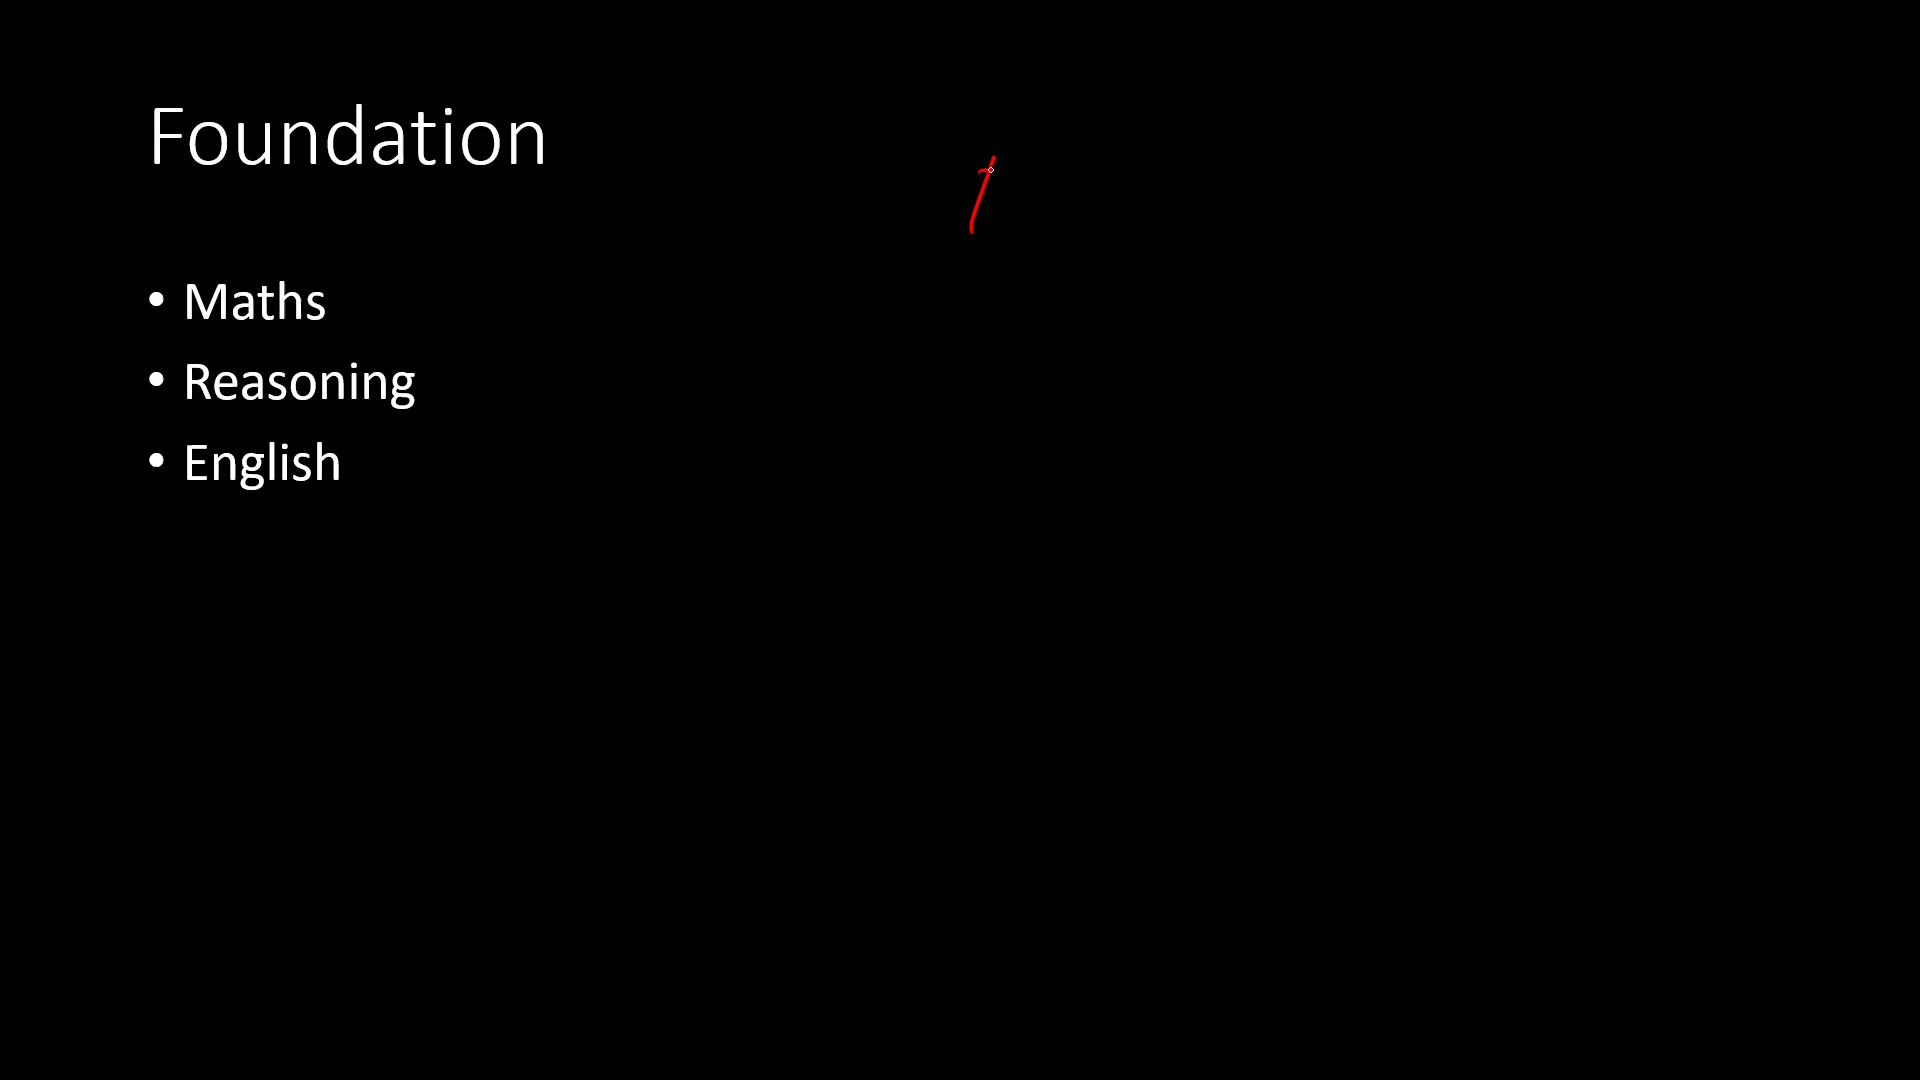 Foundation
• Maths
• Reasoning
• English